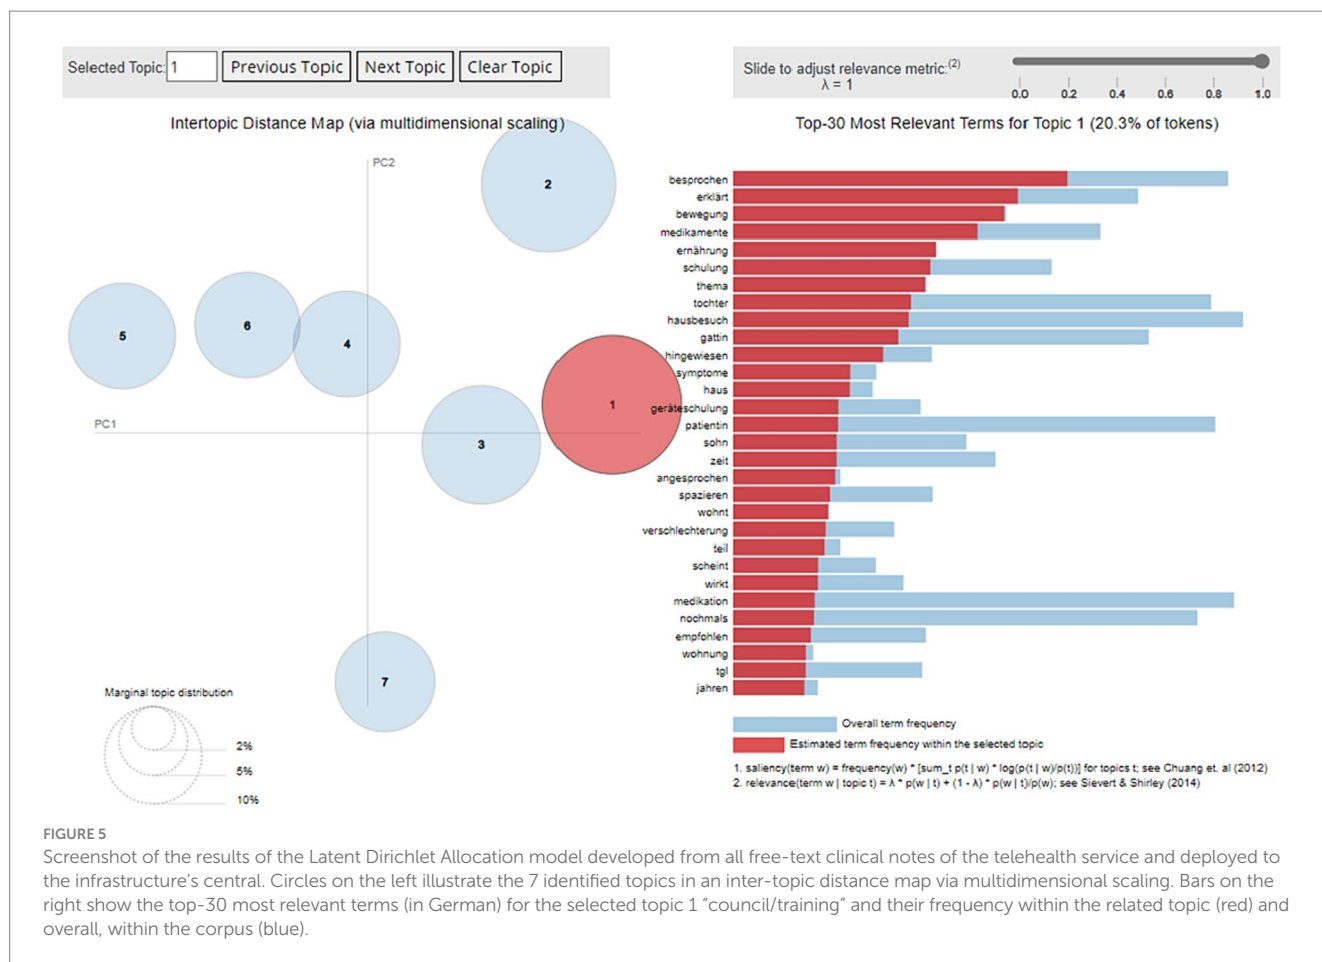 Selected Topic: 1 Previous Topic Next Topic Clear Topic
Slide to adjust relevance metric:(2)
λ = 1
0.0 0.2 0.4 0.6 0.8 1.0
Intertopic Distance Map (via multidimensional scaling)
PC2
PC1
2
5
6
4
1
3
7
Marginal topic distribution
2%
5%
10%
Top-30 Most Relevant Terms for Topic 1 (20.3% of tokens)
besprochen
erklärt
bewegung
medikamente
ernährung
schulung
thema
tochter
hausbesuch
gattin
hingewiesen
symptome
haus
geräteschulung
patientin
sohn
zeit
angesprochen
spazieren
wohnt
verschlechterung
teil
scheint
wirkt
medikation
nochmals
empfohlen
wohnung
tgl
jahren
Overall term frequency
Estimated term frequency within the selected topic
1. saliency(term w) = frequency(w) * [sum_t p(t | w) * log(p(t | w)/p(t))] for topics t; see Chuang et. al (2012)
2. relevance(term w | topic t) = λ * p(w | t) + (1 - λ) * p(w | t)/p(w); see Sievert & Shirley (2014)
FIGURE 5
Screenshot of the results of the Latent Dirichlet Allocation model developed from all free-text clinical notes of the telehealth service and deployed to
the infrastructure's central. Circles on the left illustrate the 7 identified topics in an inter-topic distance map via multidimensional scaling. Bars on the
right show the top-30 most relevant terms (in German) for the selected topic 1 "council/training" and their frequency within the related topic (red) and
overall, within the corpus (blue).